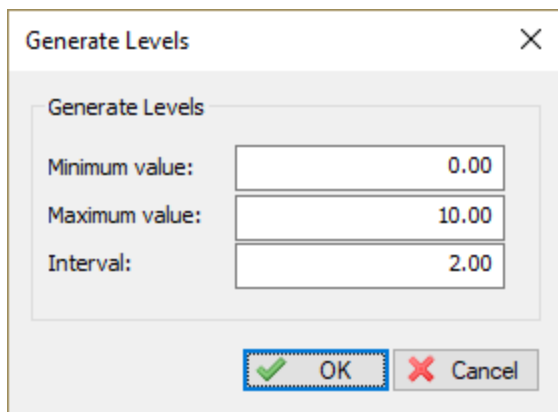 Generate Levels
Generate Levels
Minimum value: 0.00
Maximum value: 10.00
Interval: 2.00
OK Cancel